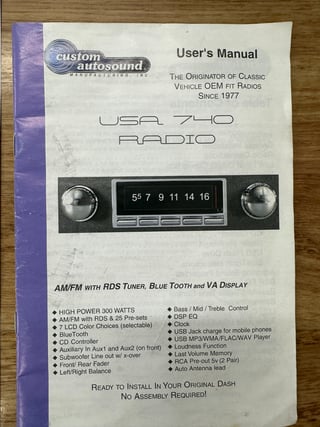 custom
autosound
MANUFACTURING, INC.
User's Manual
THE ORIGINATOR OF CLASSIC
VEHICLE OEM FIT RADIOS
SINCE 1977
USA 740
RADIO
5⁵ 7 9 11 14 16
AM/FM WITH RDS TUNER, BLUE TOOTH AND VA DISPLAY
◆ HIGH POWER 300 WATTS
◆ AM/FM with RDS & 25 Pre-sets
◆ 7 LCD Color Choices (selectable)
◆ BlueTooth
◆ CD Controller
◆ Auxiliary In Aux1 and Aux2 (on front)
◆ Subwoofer Line out w/ x-over
◆ Front/ Rear Fader
◆ Left/Right Balance
◆ Bass / Mid / Treble Control
◆ DSP EQ
◆ Clock
◆ USB Jack charge for mobile phones
◆ USB MP3/WMA/FLAC/WAV Player
◆ Loudness Function
◆ Last Volume Memory
◆ RCA Pre-out 5v (2 Pair)
◆ Auto Antenna lead
READY TO INSTALL IN YOUR ORIGINAL DASH
NO ASSEMBLY REQUIRED!